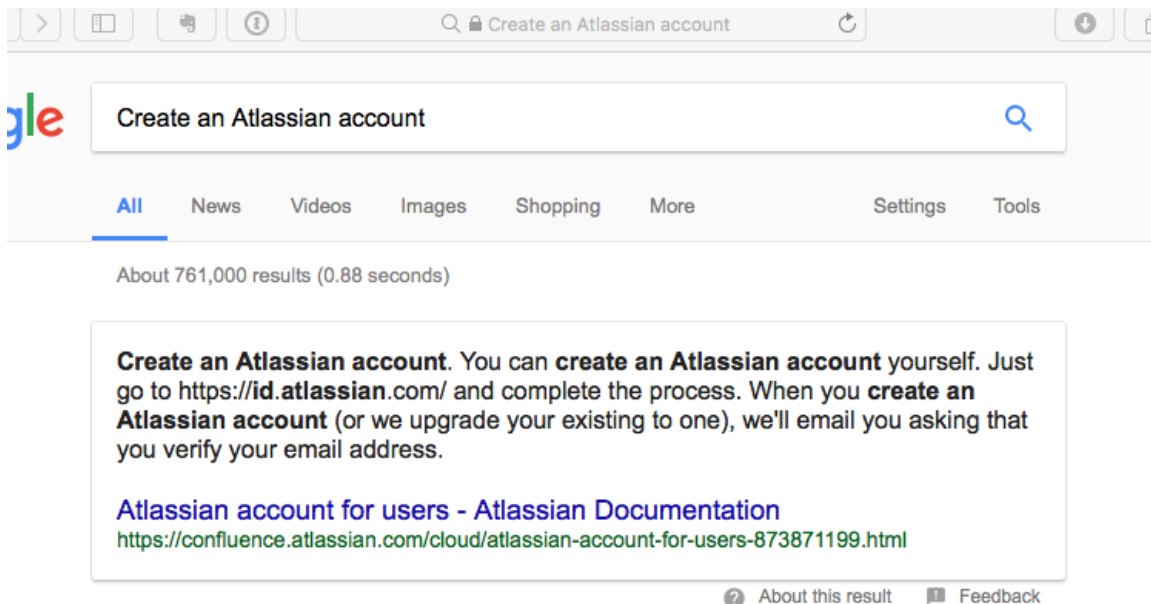 Create an Atlassian account
gle
Create an Atlassian account
All News Videos Images Shopping More Settings Tools
About 761,000 results (0.88 seconds)
Create an Atlassian account. You can create an Atlassian account yourself. Just
go to https://id.atlassian.com/ and complete the process. When you create an
Atlassian account (or we upgrade your existing to one), we'll email you asking that
you verify your email address.
Atlassian account for users - Atlassian Documentation
https://confluence.atlassian.com/cloud/atlassian-account-for-users-873871199.html
About this result Feedback